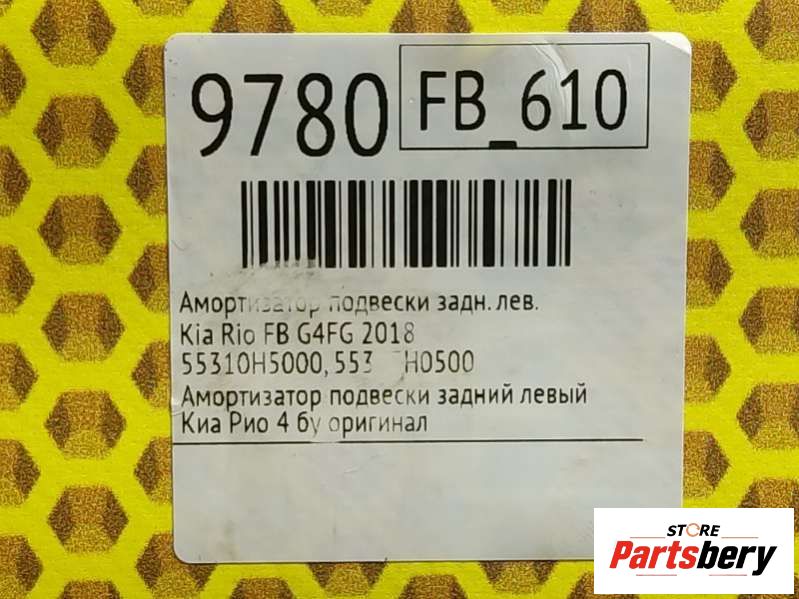 9780 FB_610
Амортизатор подвески задн. лев.
Kia Rio FB G4FG 2018
55310H5000,
Амортизатор подвески задний левый
Киа Рио 4 бу оригинал
STORE
Partsbery